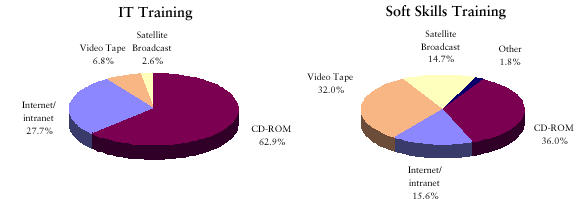 IT Training
Satellite
Broadcast
2.6%
Video Tape
6.8%
Internet/
intranet
27.7%
CD-ROM
62.9%
Soft Skills Training
Satellite
Broadcast
14.7%
Other
1.8%
Video Tape
32.0%
CD-ROM
36.0%
Internet/
intranet
15.6%